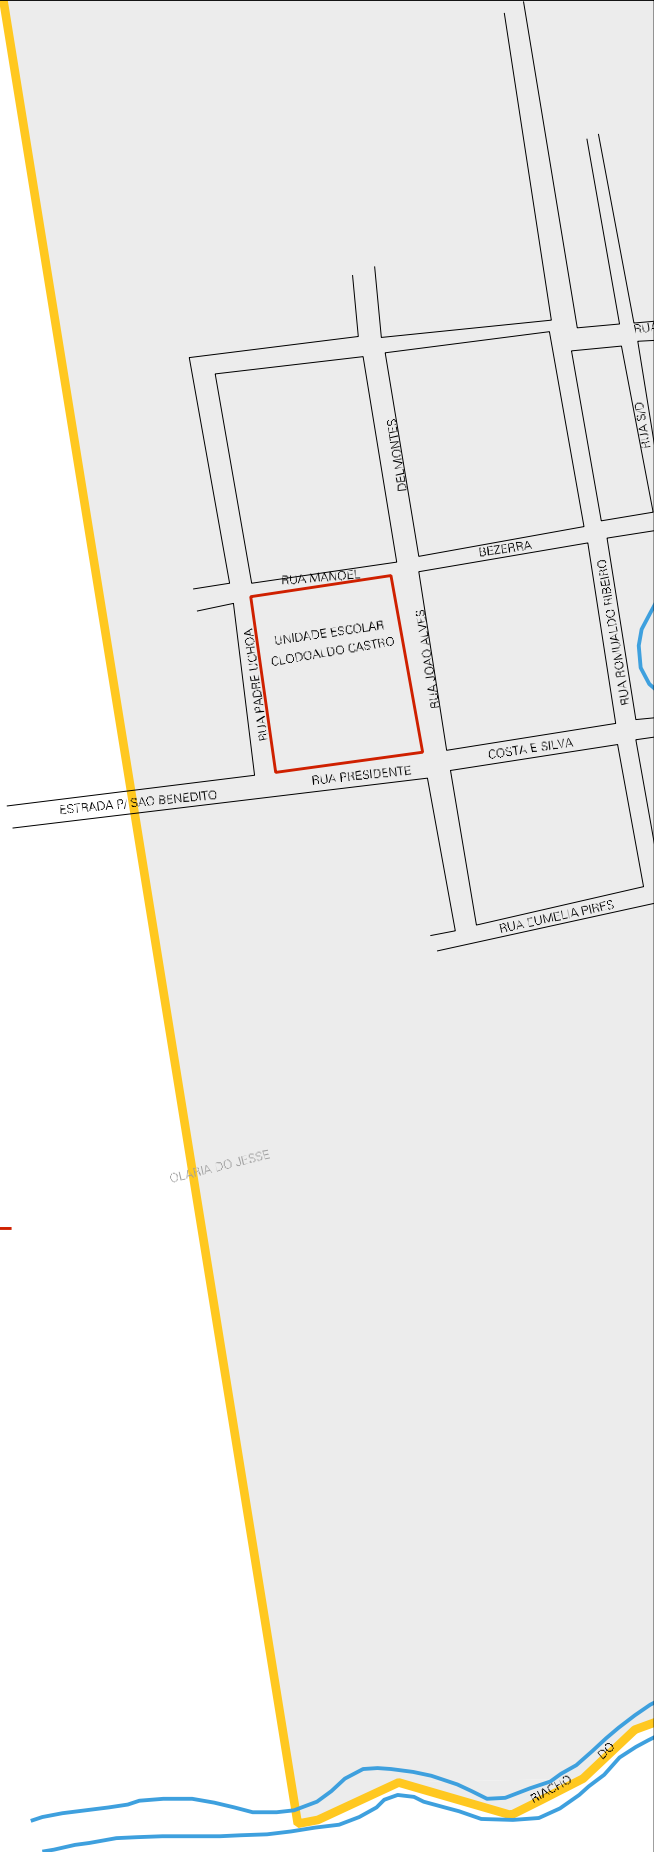 RUA
RUA S/D
DELMONTES
BEZERRA
RUA MANOEL
UNIDADE ESCOLAR
CLODOALDO CASTRO
RUA PADRE UCHOA
RUA JOAO ALVES
RUA ROMUALDO RIBEIRO
COSTA E SILVA
RUA PRESIDENTE
ESTRADA P/ SAO BENEDITO
RUA EUMELIA PIRES
OLARIA DO JESSE
RIACHO DO